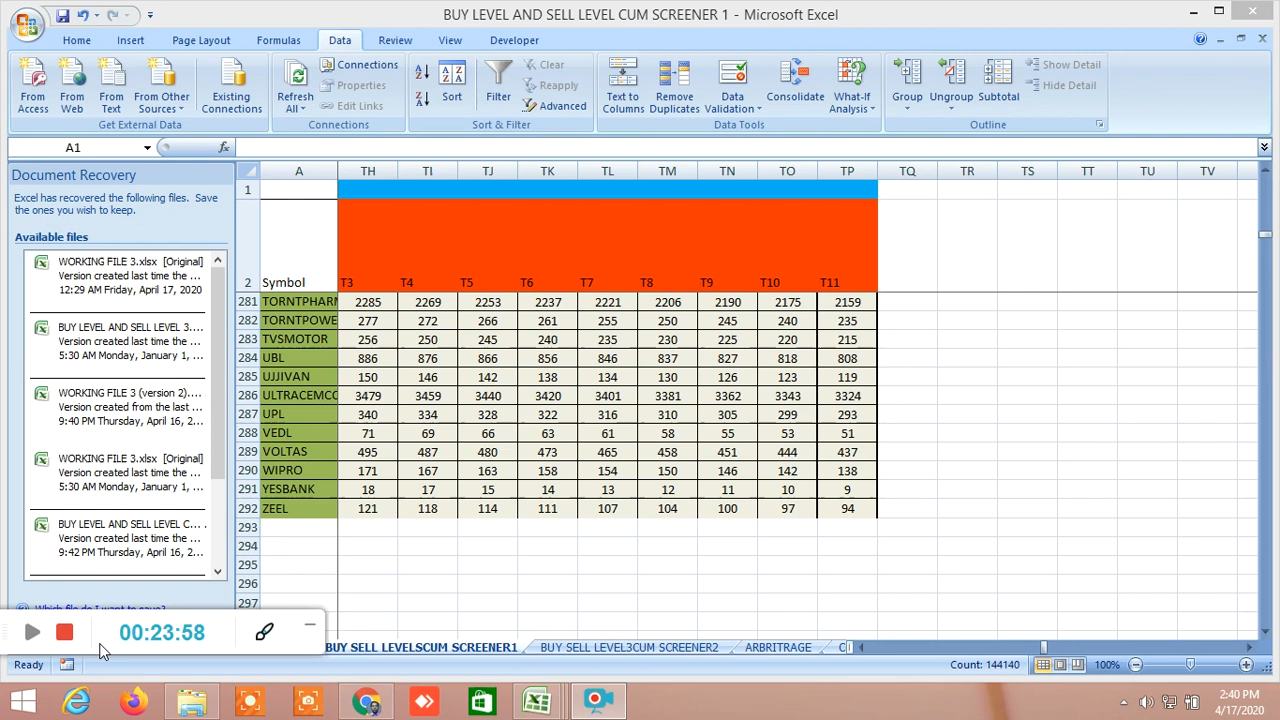 BUY LEVEL AND SELL LEVEL CUM SCREENER 1 - Microsoft Excel
Home Insert Page Layout Formulas Data Review View Developer
From Access From Web From Text From Other Sources Existing Connections Refresh All Connections Properties Edit Links Sort Filter Clear Reapply Advanced Text to Columns Remove Duplicates Data Validation Consolidate What-If Analysis Group Ungroup Subtotal Show Detail Hide Detail
Get External Data Connections Sort & Filter Data Tools Outline
A1 fx
Document Recovery
Excel has recovered the following files. Save
the ones you wish to keep.
Available files
WORKING FILE 3.xlsx [Original]
Version created last time the ...
12:29 AM Friday, April 17, 2020
BUY LEVEL AND SELL LEVEL 3....
Version created last time the ...
5:30 AM Monday, January 1, ...
WORKING FILE 3 (version 2)....
Version created from the last ...
9:40 PM Thursday, April 16, 2...
WORKING FILE 3.xlsx [Original]
Version created last time the ...
5:30 AM Monday, January 1, ...
BUY LEVEL AND SELL LEVEL C...
Version created last time the ...
9:42 PM Thursday, April 16, 2...
Which file do I want to save?
A TH TI TJ TK TL TM TN TO TP TQ TR TS TT TU TV
1
2 Symbol T3 T4 T5 T6 T7 T8 T9 T10 T11
281 TORNTPHARM 2285 2269 2253 2237 2221 2206 2190 2175 2159
282 TORNTPOWE 277 272 266 261 255 250 245 240 235
283 TVSMOTOR 256 250 245 240 235 230 225 220 215
284 UBL 886 876 866 856 846 837 827 818 808
285 UJJIVAN 150 146 142 138 134 130 126 123 119
286 ULTRACEMCO 3479 3459 3440 3420 3401 3381 3362 3343 3324
287 UPL 340 334 328 322 316 310 305 299 293
288 VEDL 71 69 66 63 61 58 55 53 51
289 VOLTAS 495 487 480 473 465 458 451 444 437
290 WIPRO 171 167 163 158 154 150 146 142 138
291 YESBANK 18 17 15 14 13 12 11 10 9
292 ZEEL 121 118 114 111 107 104 100 97 94
293
294
295
296
297
00:23:58
BUY SELL LEVELSCUM SCREENER1 BUY SELL LEVEL3CUM SCREENER2 ARBRITRAGE C
Ready Count: 144140 100%
2:40 PM
4/17/2020